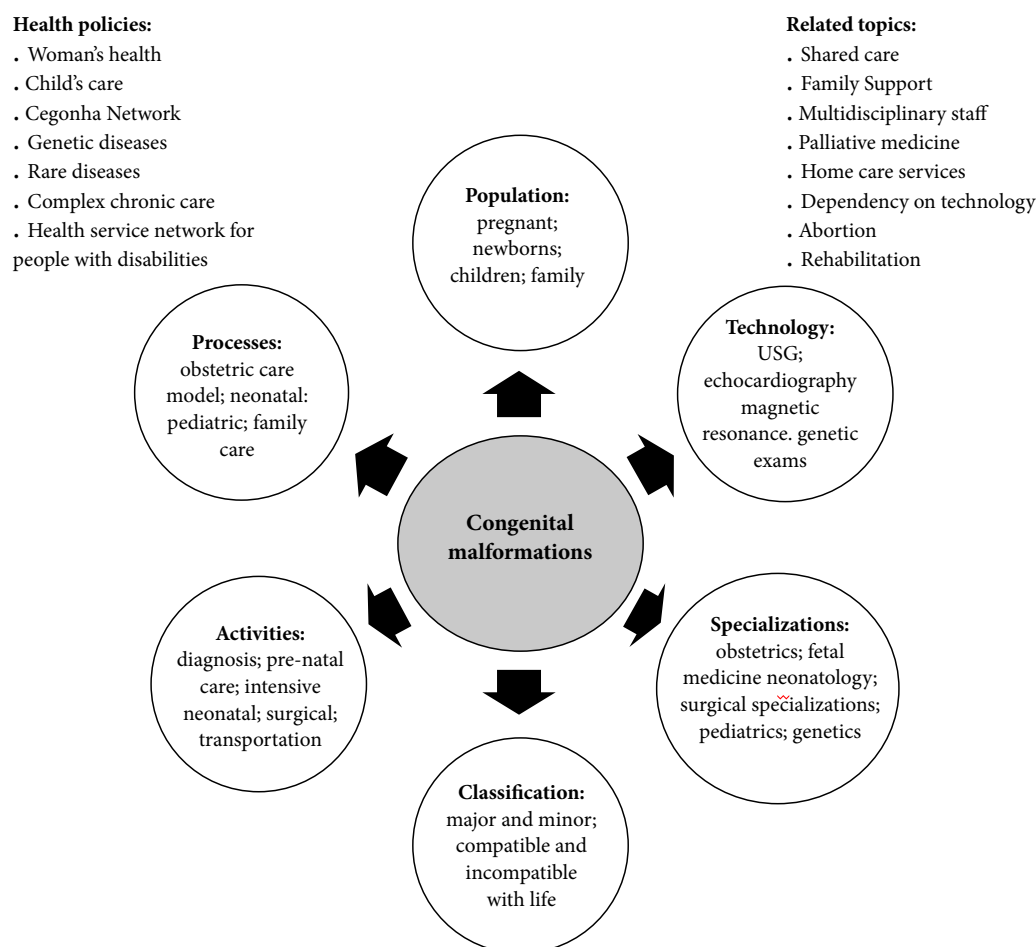 Health policies:
. Woman's health
. Child's care
. Cegonha Network
. Genetic diseases
. Rare diseases
. Complex chronic care
. Health service network for
people with disabilities
Related topics:
. Shared care
. Family Support
. Multidisciplinary staff
. Palliative medicine
. Home care services
. Dependency on technology
. Abortion
. Rehabilitation
Population:
pregnant;
newborns;
children; family
Processes:
obstetric care
model; neonatal:
pediatric; family
care
Technology:
USG;
echocardiography
magnetic
resonance. genetic
exams
Congenital
malformations
Activities:
diagnosis; pre-natal
care; intensive
neonatal; surgical;
transportation
Specializations:
obstetrics; fetal
medicine neonatology;
surgical specializations;
pediatrics; genetics
Classification:
major and minor;
compatible and
incompatible
with life